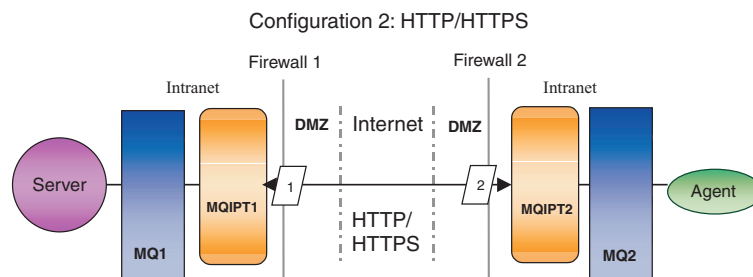 Configuration 2: HTTP/HTTPS
Firewall 1
Firewall 2
Intranet
Intranet
DMZ
Internet
DMZ
Server
1
2
Agent
MQIPT1
MQIPT2
HTTP/
HTTPS
MQ1
MQ2